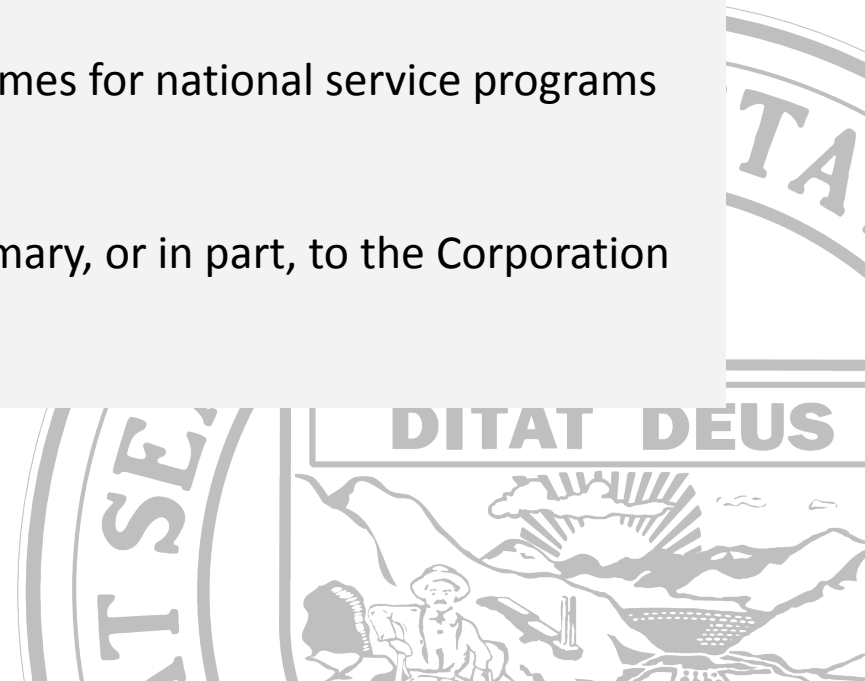 mes for national service programs
mary, or in part, to the Corporation
DITAT DEUS